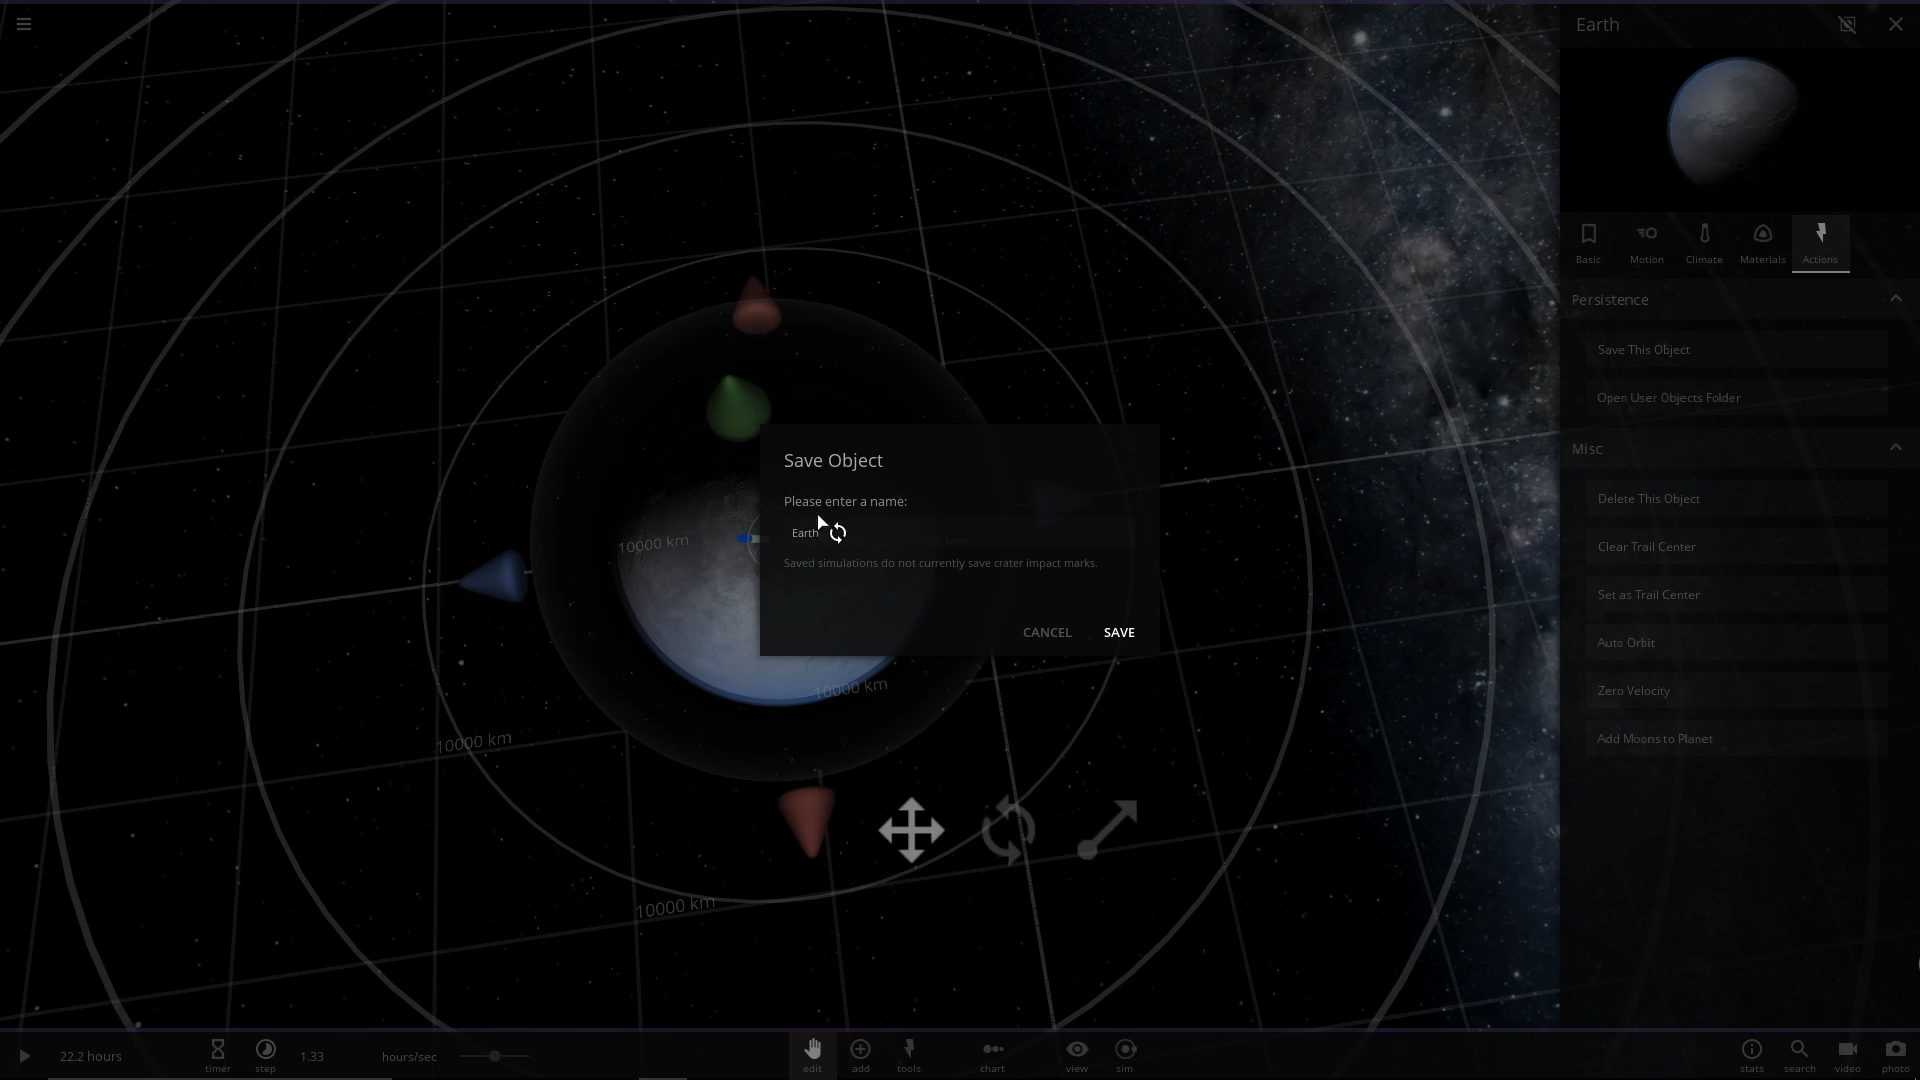 Earth
Basic
Motion
Climate
Materials
Actions
Persistence
Save This Object
Open User Objects Folder
Misc
Delete This Object
Clear Trail Center
Set as Trail Center
Auto Orbit
Zero Velocity
Add Moons to Planet
Save Object
Please enter a name:
Earth
Earth
Saved simulations do not currently save crater impact marks.
CANCEL
SAVE
10000 km
10000 km
10000 km
10000 km
22.2 hours
timer
step
1.33
hours/sec
edit
add
tools
chart
view
sim
stats
search
video
photo